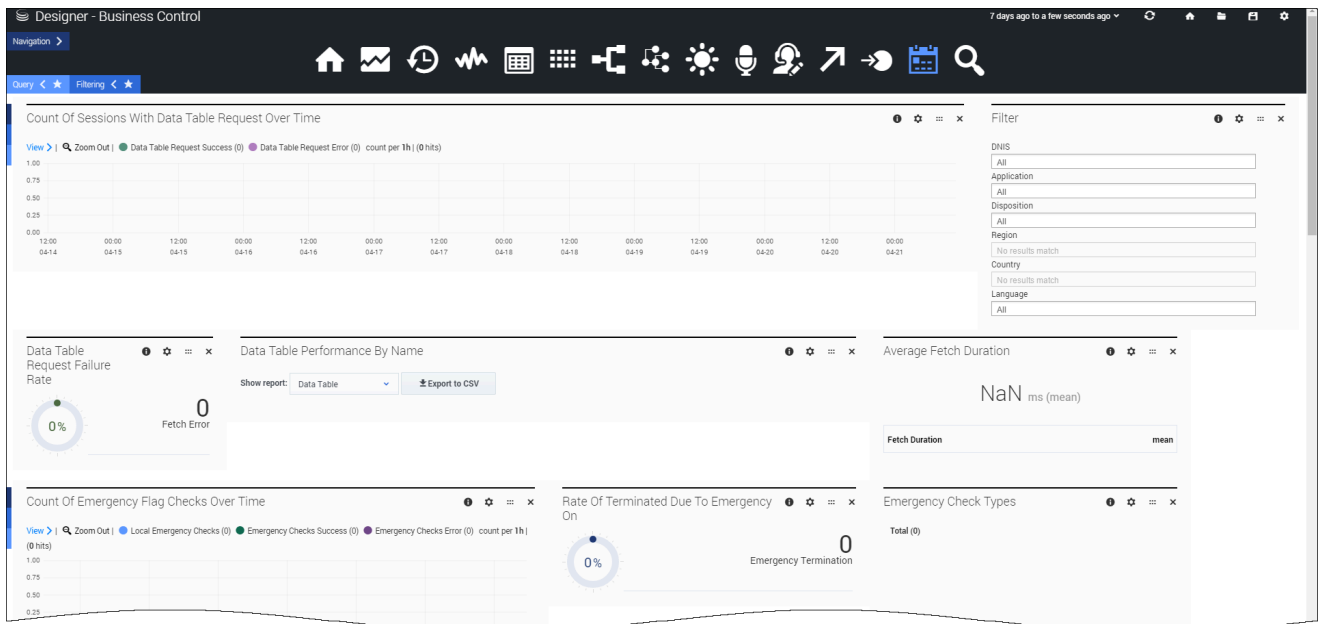 Designer - Business Control
7 days ago to a few seconds ago
Navigation
Query
Filtering
Count Of Sessions With Data Table Request Over Time
View | Zoom Out | Data Table Request Success (0) Data Table Request Error (0) count per 1h | (0 hits)
1.00
0.75
0.50
0.25
0.00
12:00 00:00 12:00 00:00 12:00 00:00 12:00 00:00 12:00 00:00 12:00 00:00 12:00 00:00
04-14 04-15 04-15 04-16 04-16 04-17 04-17 04-18 04-18 04-19 04-19 04-20 04-20 04-21
Filter
DNIS
All
Application
All
Disposition
All
Region
No results match
Country
No results match
Language
All
Data Table
Request Failure
Rate
0%
0
Fetch Error
Data Table Performance By Name
Show report: Data Table Export to CSV
Average Fetch Duration
NaN ms (mean)
Fetch Duration mean
Count Of Emergency Flag Checks Over Time
View | Zoom Out | Local Emergency Checks (0) Emergency Checks Success (0) Emergency Checks Error (0) count per 1h |
(0 hits)
1.00
0.75
0.50
0.25
Rate Of Terminated Due To Emergency
On
0%
0
Emergency Termination
Emergency Check Types
Total (0)